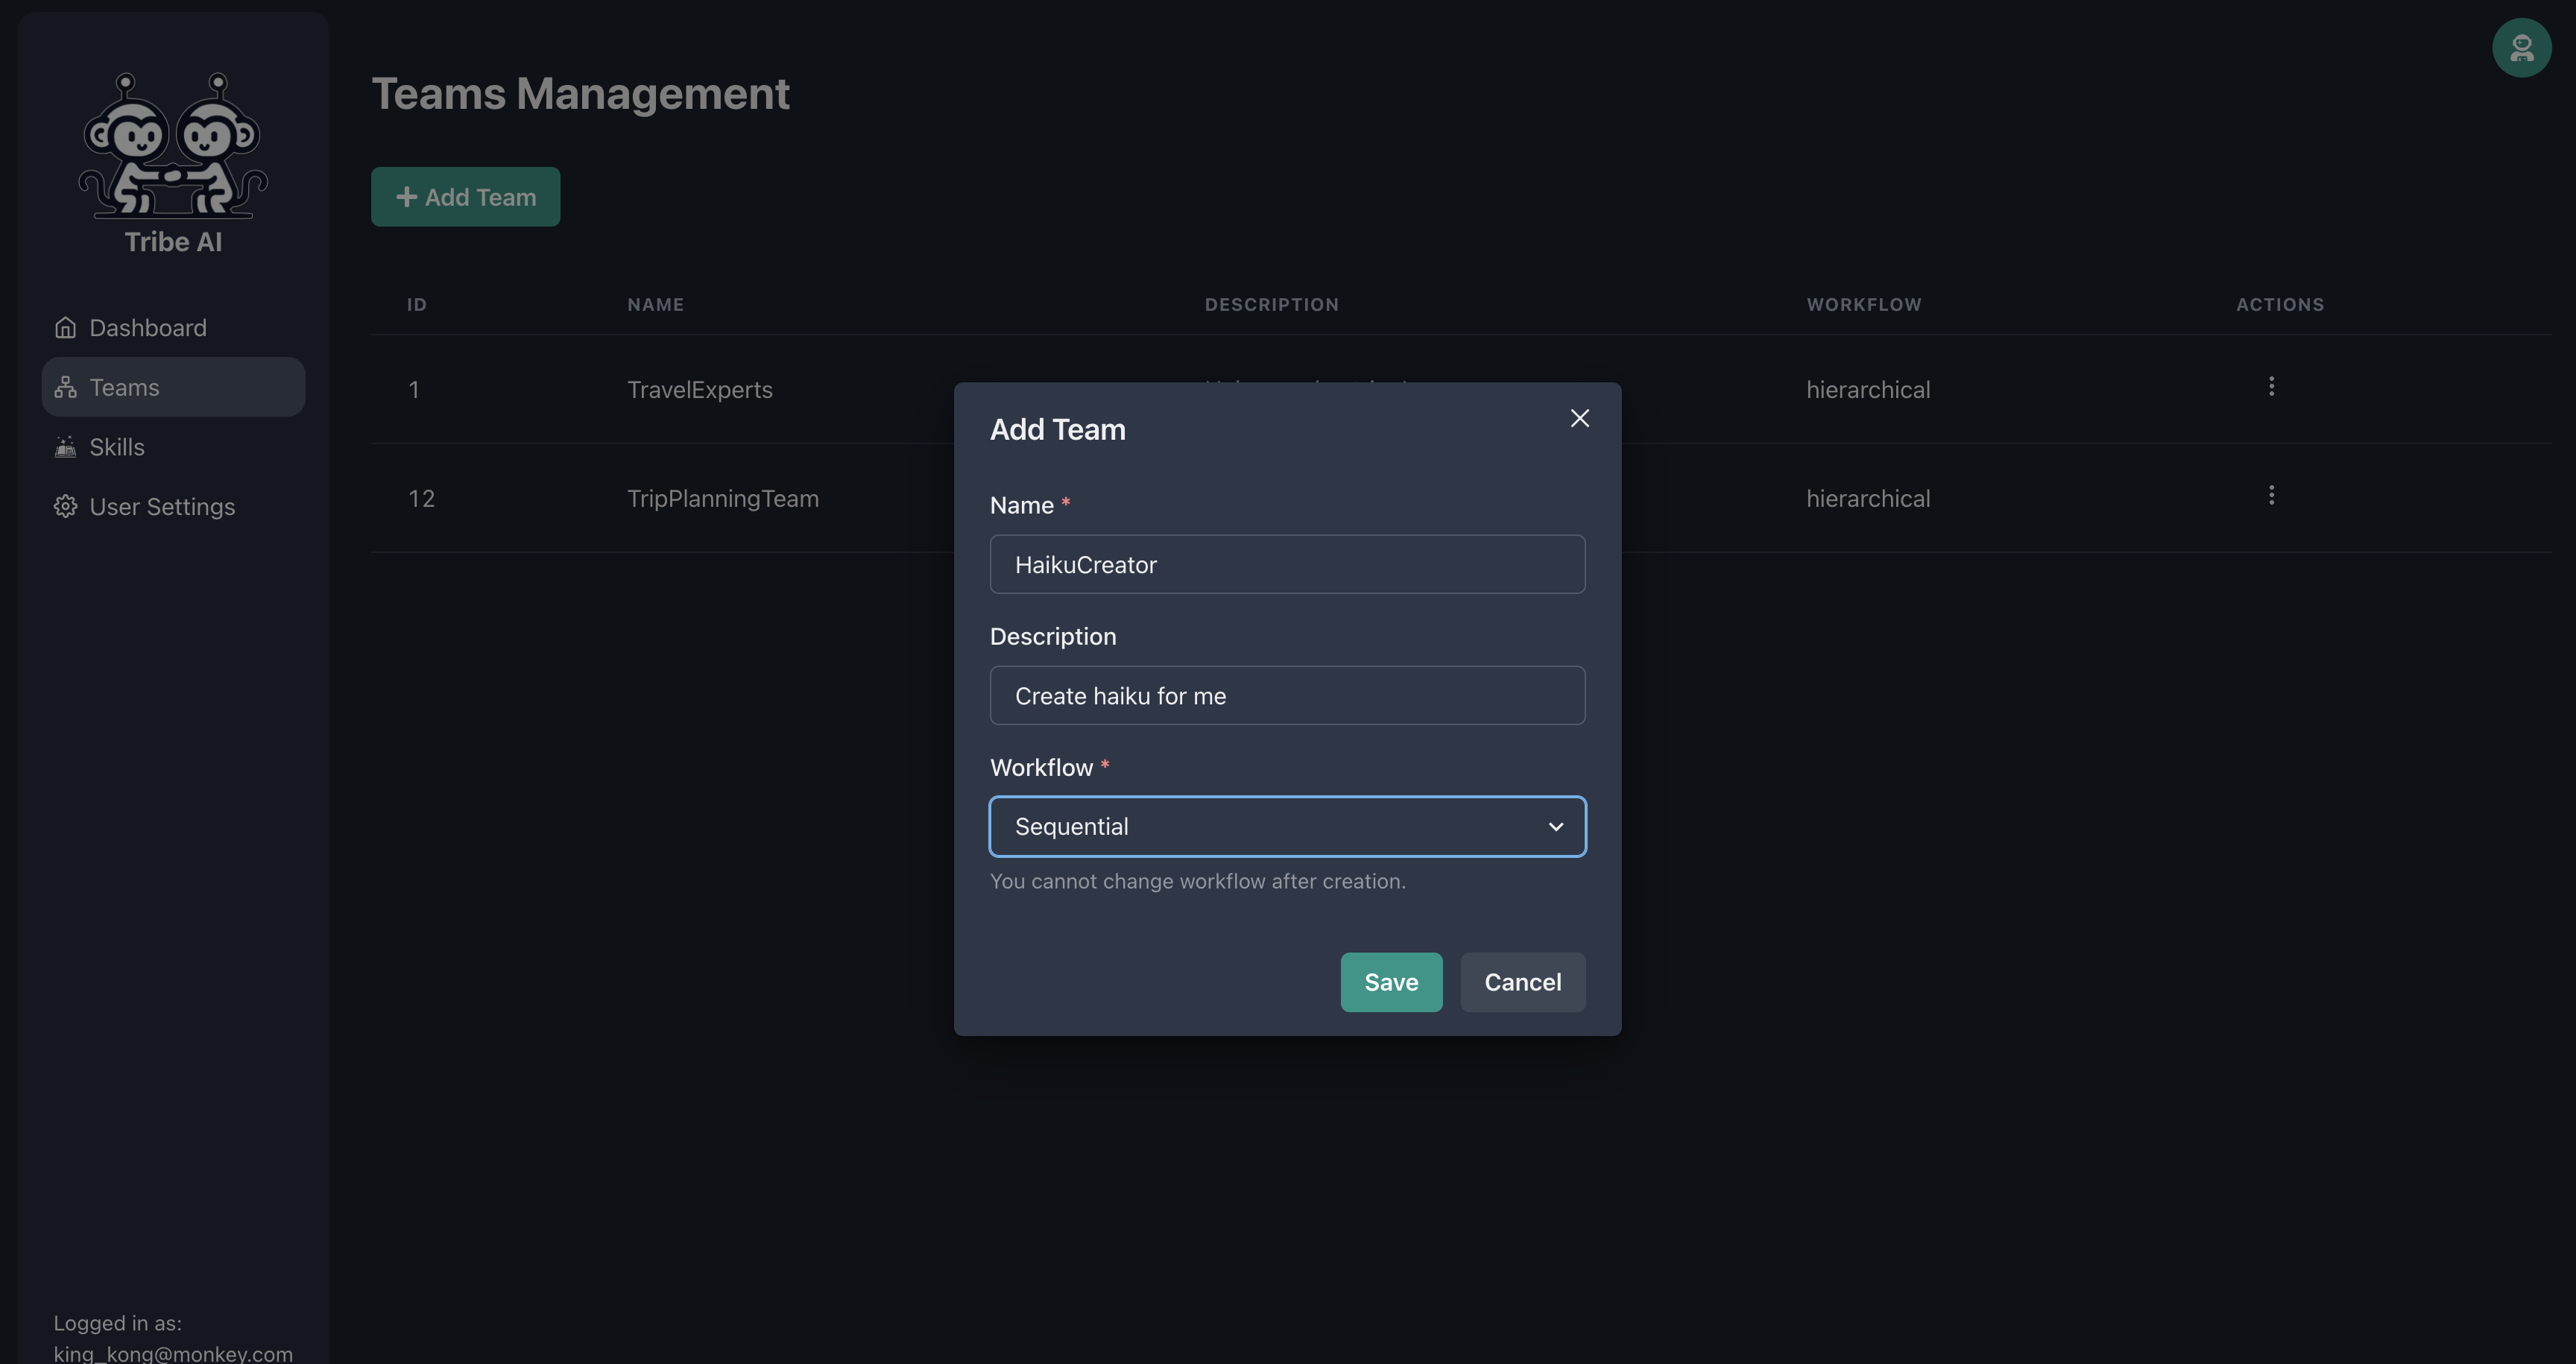 Tribe AI
Dashboard
Teams
Skills
User Settings
Logged in as:
king_kong@monkey.com
Teams Management
+ Add Team
ID NAME DESCRIPTION WORKFLOW ACTIONS
1 TravelExperts hierarchical
12 TripPlanningTeam hierarchical
Add Team
Name *
HaikuCreator
Description
Create haiku for me
Workflow *
Sequential
You cannot change workflow after creation.
Save Cancel